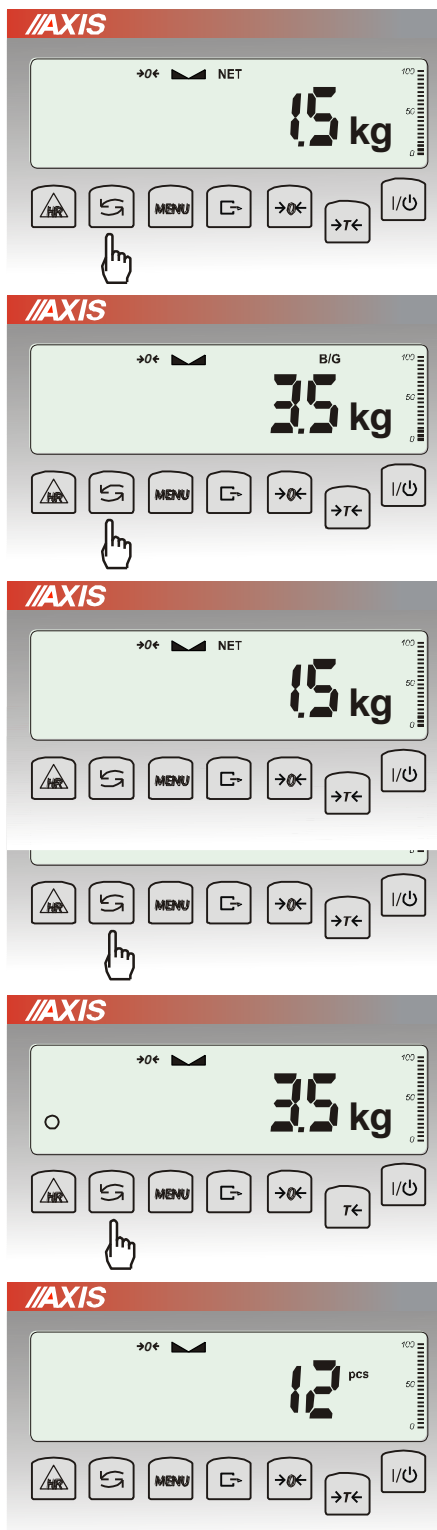 //AXIS
→0← NET 100
1.5 kg 50
0
HR MENU →0← →T← I/⏻
//AXIS
→0← B/G 100
3.5 kg 50
0
HR MENU →0← →T← I/⏻
//AXIS
→0← NET 100
1.5 kg 50
0
HR MENU →0← →T← I/⏻
HR MENU →0← →T← I/⏻
//AXIS
→0← 100
3.5 kg 50
0
HR MENU →0← T← I/⏻
//AXIS
→0← 100
12 pcs 50
0
HR MENU →0← →T← I/⏻